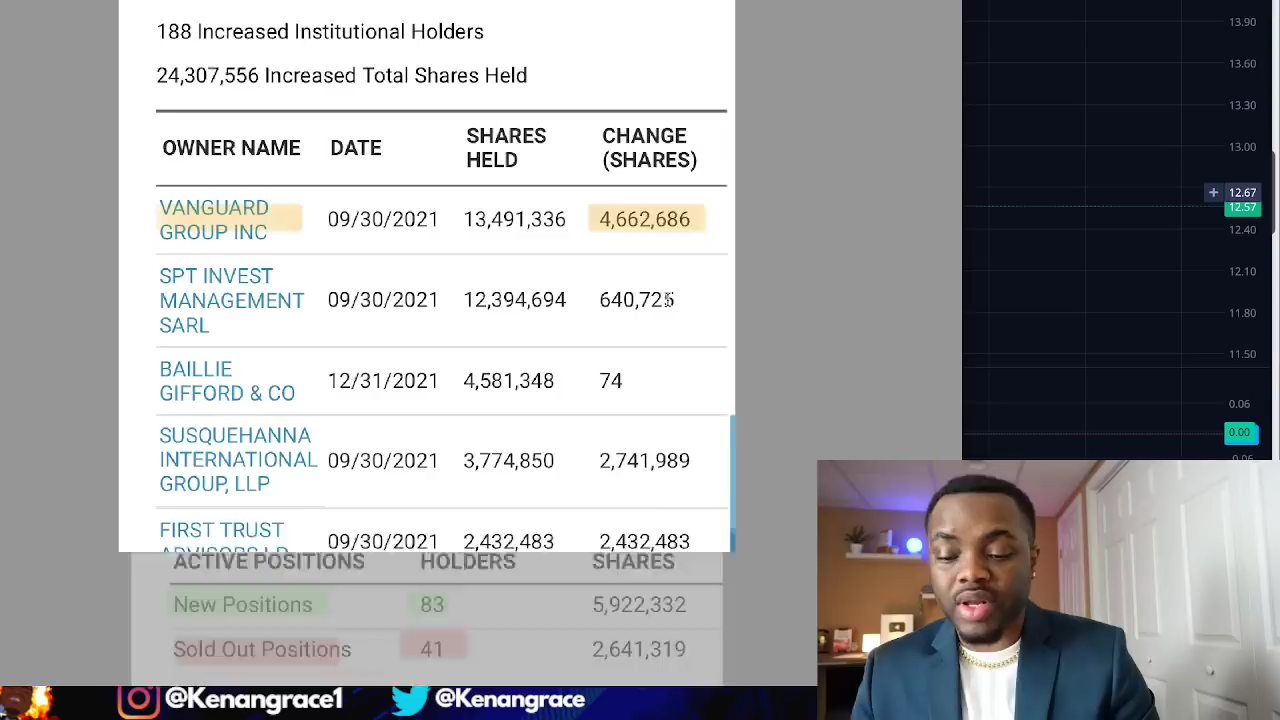 188 Increased Institutional Holders
24,307,556 Increased Total Shares Held
OWNER NAME DATE SHARES HELD CHANGE (SHARES)
VANGUARD GROUP INC 09/30/2021 13,491,336 4,662,686
SPT INVEST MANAGEMENT SARL 09/30/2021 12,394,694 640,725
BAILLIE GIFFORD & CO 12/31/2021 4,581,348 74
SUSQUEHANNA INTERNATIONAL GROUP, LLP 09/30/2021 3,774,850 2,741,989
FIRST TRUST 09/30/2021 2,432,483 2,432,483
ACTIVE POSITIONS HOLDERS SHARES
New Positions 83 5,922,332
Sold Out Positions 41 2,641,319
13.90
13.60
13.30
13.00
12.67
12.57
12.40
12.10
11.80
11.50
0.06
0.00
@Kenangrace1 @Kenangrace